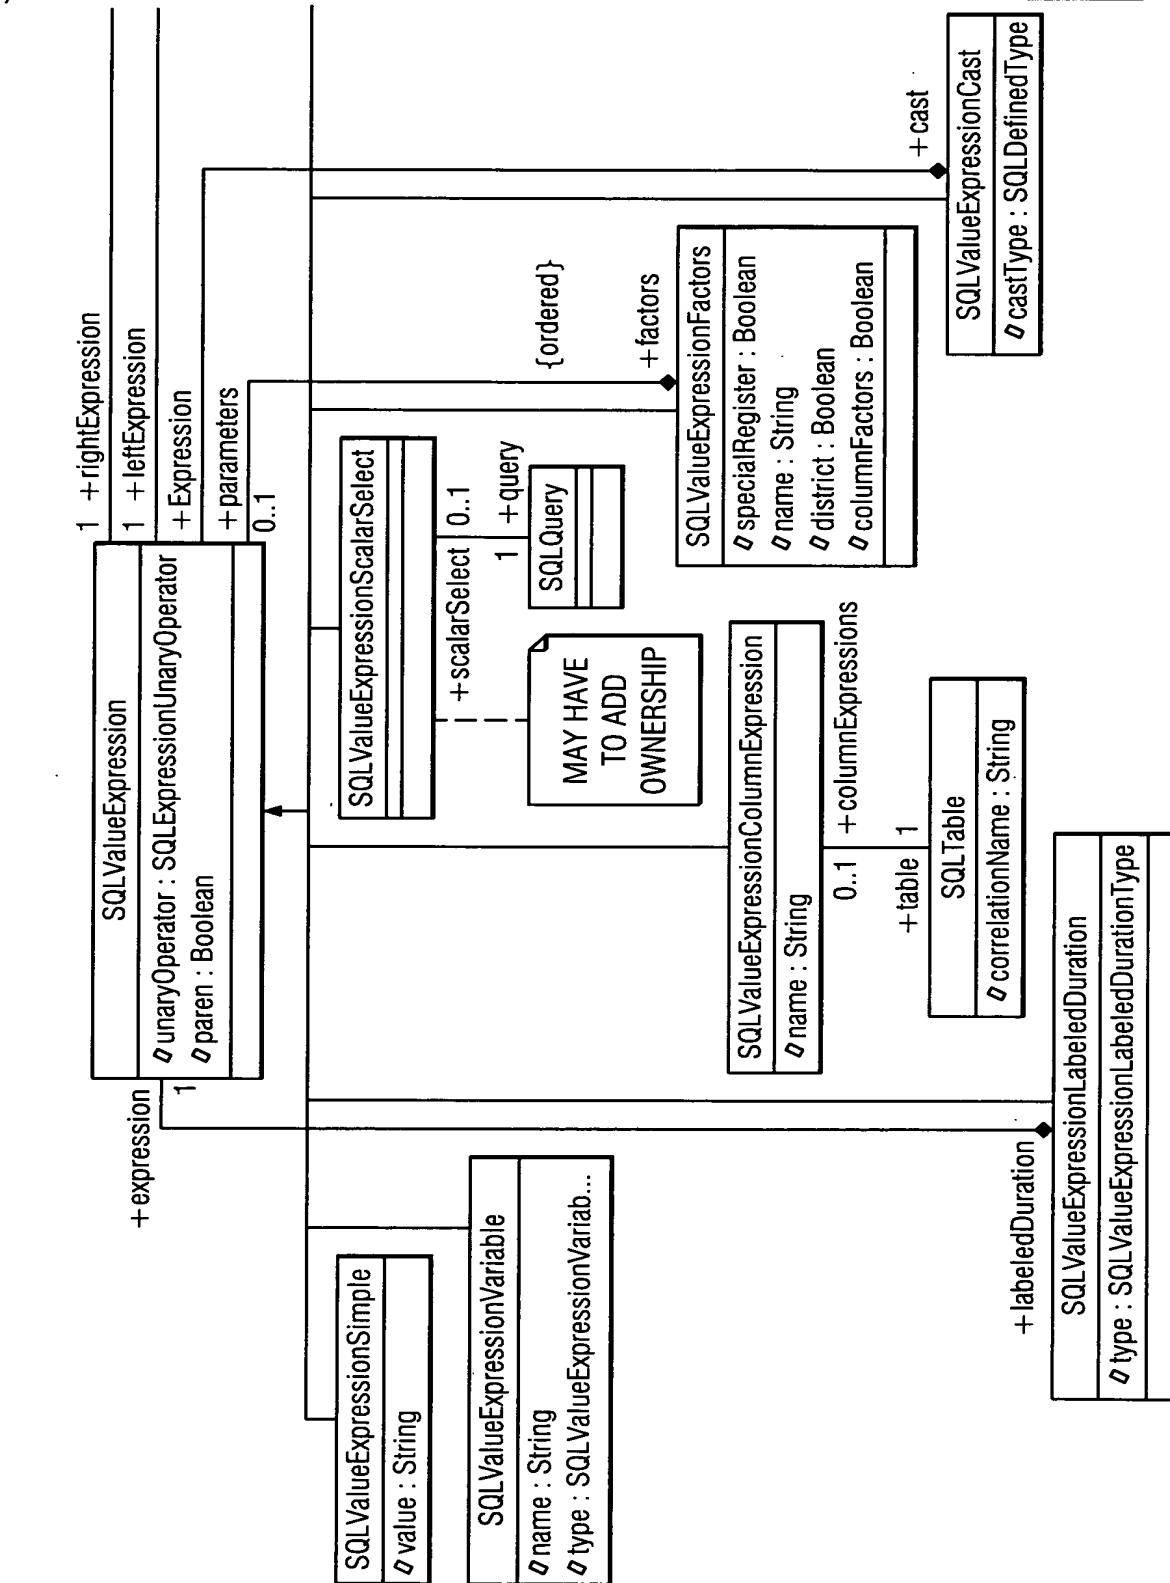 SQLValueExpression
unaryOperator : SQLExpressionUnaryOperator
paren : Boolean
+expression
1
1 +rightExpression
1 +leftExpression
+Expression
+parameters
0..1
SQLValueExpressionSimple
value : String
SQLValueExpressionVariable
name : String
type : SQLValueExpressionVariab...
+labeledDuration
SQLValueExpressionLabeledDuration
type : SQLValueExpressionLabeledDurationType
SQLValueExpressionColumnExpression
name : String
0..1 +columnExpressions
+table 1
SQLTable
correlationName : String
SQLValueExpressionScalarSelect
+scalarSelect 0..1
1 +query
SQLQuery
MAY HAVE
TO ADD
OWNERSHIP
{ordered}
+factors
SQLValueExpressionFactors
specialRegister : Boolean
name : String
district : Boolean
columnFactors : Boolean
+cast
SQLValueExpressionCast
castType : SQLDefinedType